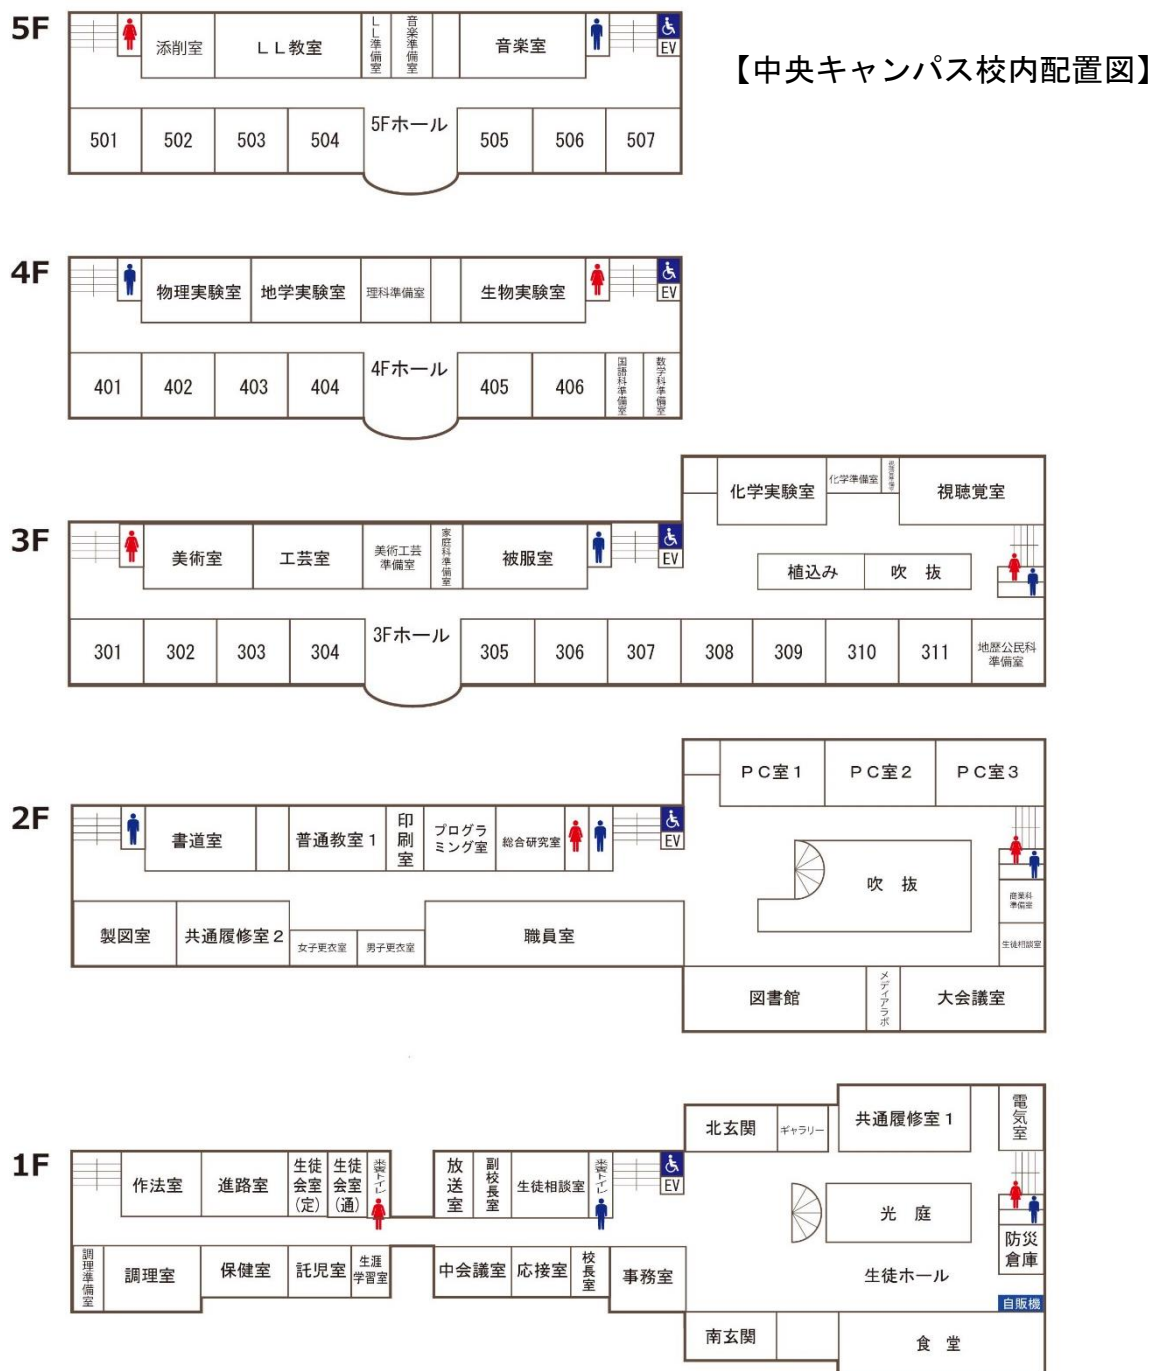 【中央キャンパス校内配置図】
5F
添削室
ＬＬ教室
ＬＬ準備室
音楽準備室
音楽室
EV
501
502
503
504
5Fホール
505
506
507
4F
物理実験室
地学実験室
理科準備室
生物実験室
EV
401
402
403
404
4Fホール
405
406
国語科準備室
数学科準備室
3F
化学実験室
化学準備室
視聴覚室
美術室
工芸室
美術工芸
準備室
家庭科準備室
被服室
EV
植込み
吹　抜
301
302
303
304
3Fホール
305
306
307
308
309
310
311
地歴公民科
準備室
2F
ＰＣ室１
ＰＣ室２
ＰＣ室３
書道室
普通教室１
印刷室
プログラ
ミング室
総合研究室
EV
吹　抜
商業科
準備室
生徒相談室
製図室
共通履修室２
女子更衣室
男子更衣室
職員室
図書館
メディアラボ
大会議室
1F
北玄関
ギャラリー
共通履修室１
電気室
作法室
進路室
生徒
会室
(定)
生徒
会室
(通)
放送室
副校長室
生徒相談室
EV
光　庭
防災
倉庫
調理準備室
調理室
保健室
託児室
生涯
学習室
中会議室
応接室
校長室
事務室
生徒ホール
自販機
南玄関
食　堂